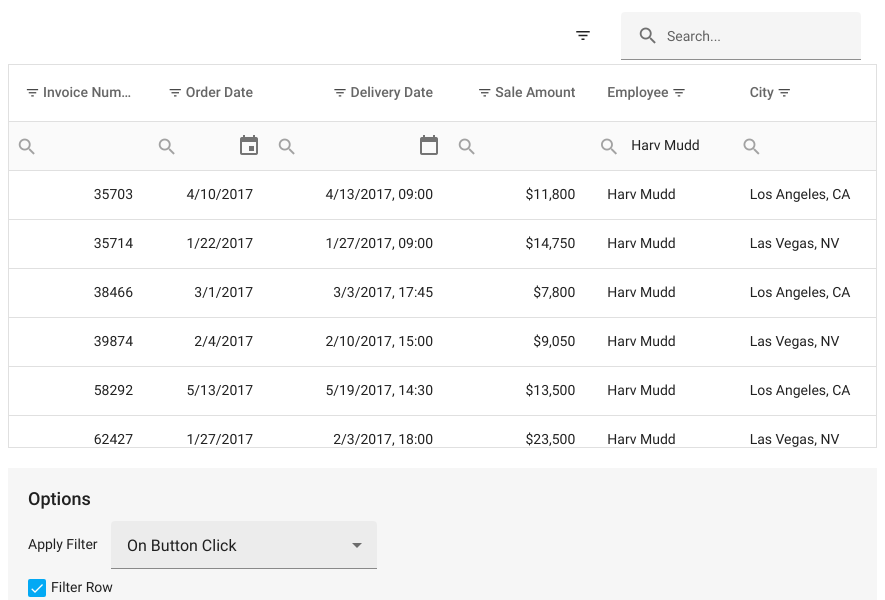 Search...
Invoice Num... Order Date Delivery Date Sale Amount Employee City
Harv Mudd
35703 4/10/2017 4/13/2017, 09:00 $11,800 Harv Mudd Los Angeles, CA
35714 1/22/2017 1/27/2017, 09:00 $14,750 Harv Mudd Las Vegas, NV
38466 3/1/2017 3/3/2017, 17:45 $7,800 Harv Mudd Los Angeles, CA
39874 2/4/2017 2/10/2017, 15:00 $9,050 Harv Mudd Las Vegas, NV
58292 5/13/2017 5/19/2017, 14:30 $13,500 Harv Mudd Los Angeles, CA
62427 1/27/2017 2/3/2017, 18:00 $23,500 Harv Mudd Las Vegas, NV
Options
Apply Filter On Button Click
Filter Row